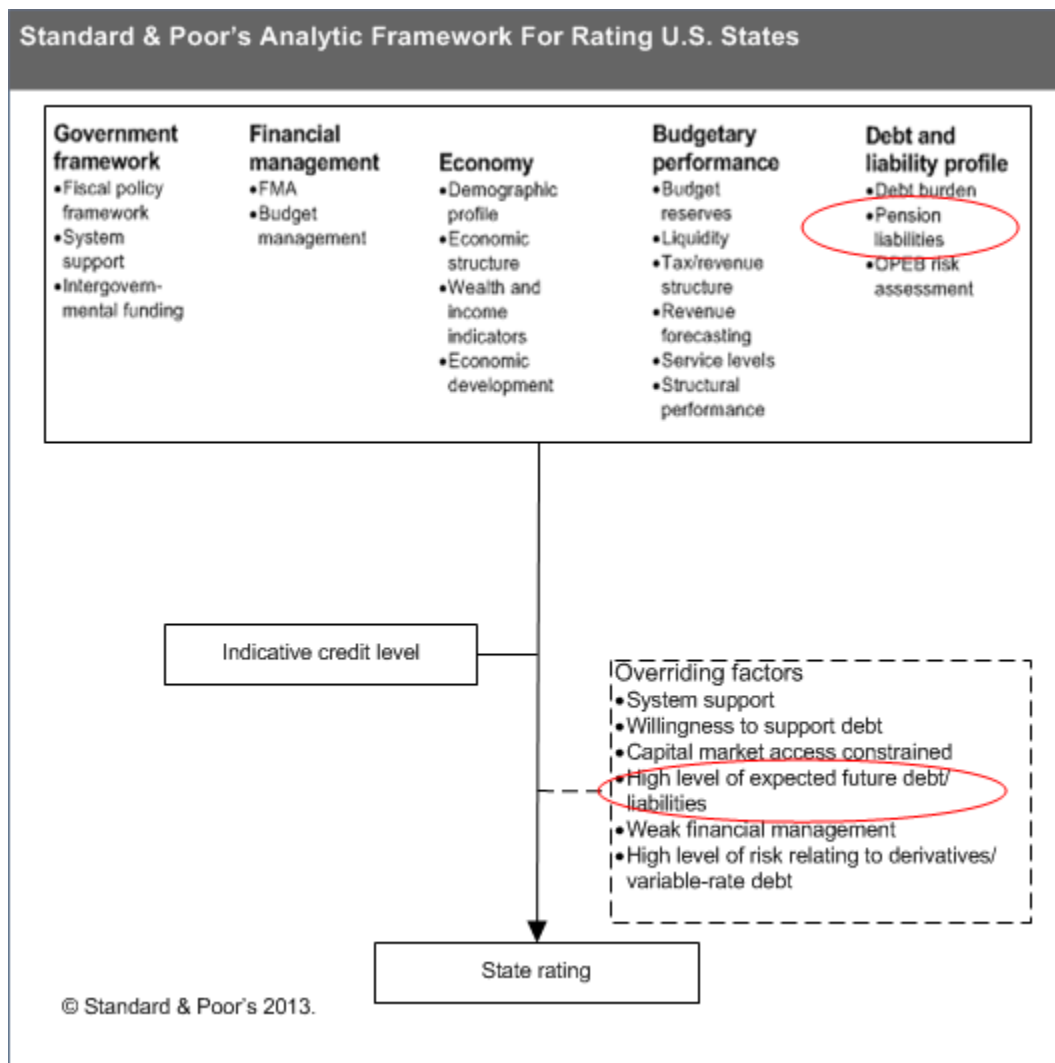 Standard & Poor's Analytic Framework For Rating U.S. States
Government
framework
•Fiscal policy
framework
•System
support
•Intergovern-
mental funding
Financial
management
•FMA
•Budget
management
Economy
•Demographic
profile
•Economic
structure
•Wealth and
income
indicators
•Economic
development
Budgetary
performance
•Budget
reserves
•Liquidity
•Tax/revenue
structure
•Revenue
forecasting
•Service levels
•Structural
performance
Debt and
liability profile
•Debt burden
•Pension
liabilities
•OPEB risk
assessment
Indicative credit level
Overriding factors
•System support
•Willingness to support debt
•Capital market access constrained
•High level of expected future debt/
liabilities
•Weak financial management
•High level of risk relating to derivatives/
variable-rate debt
State rating
© Standard & Poor's 2013.